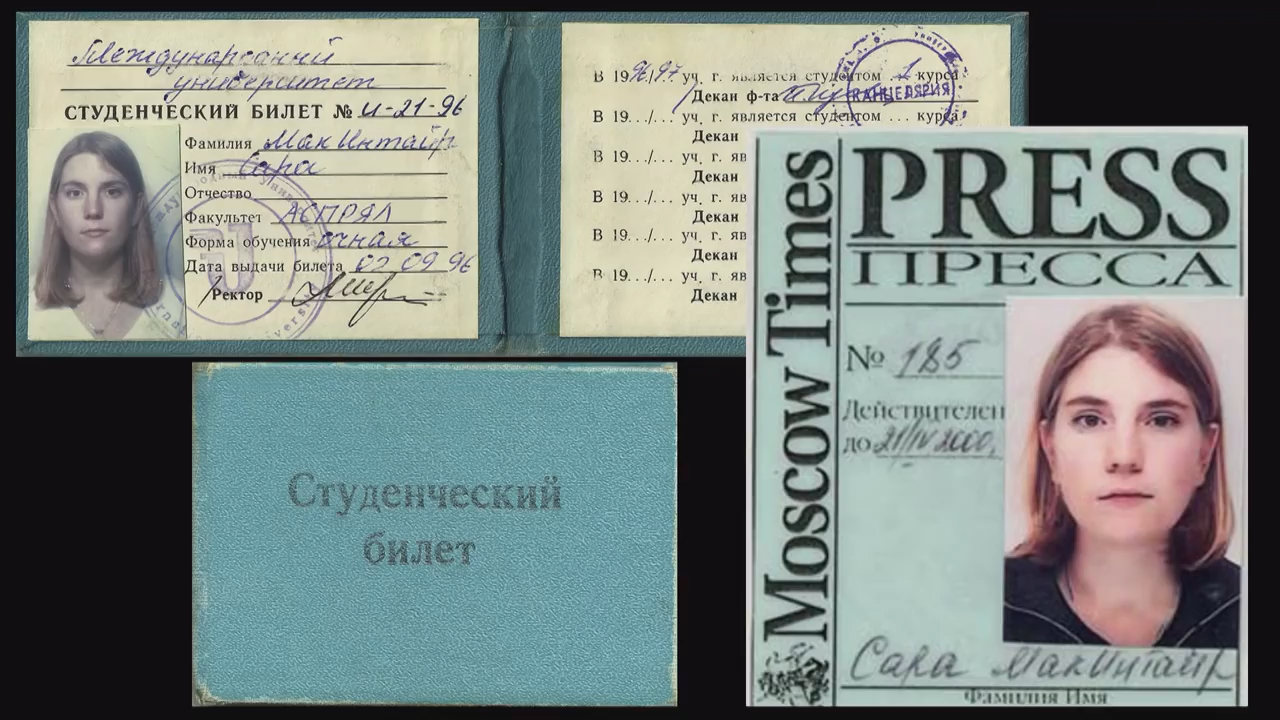 Международный
университет
СТУДЕНЧЕСКИЙ БИЛЕТ № И-21-96
Фамилия МакИнтайр
Имя Сара
Отчество
Факультет АСПРЯЛ
Форма обучения очная
Дата выдачи билета 02 09 96
Ректор
В 1996/97 уч. г. является студентом 1 курса
Декан ф-та
КАНЦЕЛЯРИЯ
В 19.../... уч. г. является студентом ... курса
Декан
В 19.../... уч. г. яв
Декан
В 19.../... уч. г. яв
Декан
В 19.../... уч. г. яв
Декан
В 19.../... уч. г. яв
Декан
Студенческий
билет
Moscow Times
PRESS
ПРЕССА
№ 185
Действителен
до 21/IV 2000.
Сара МакИнтайр
Фамилия Имя